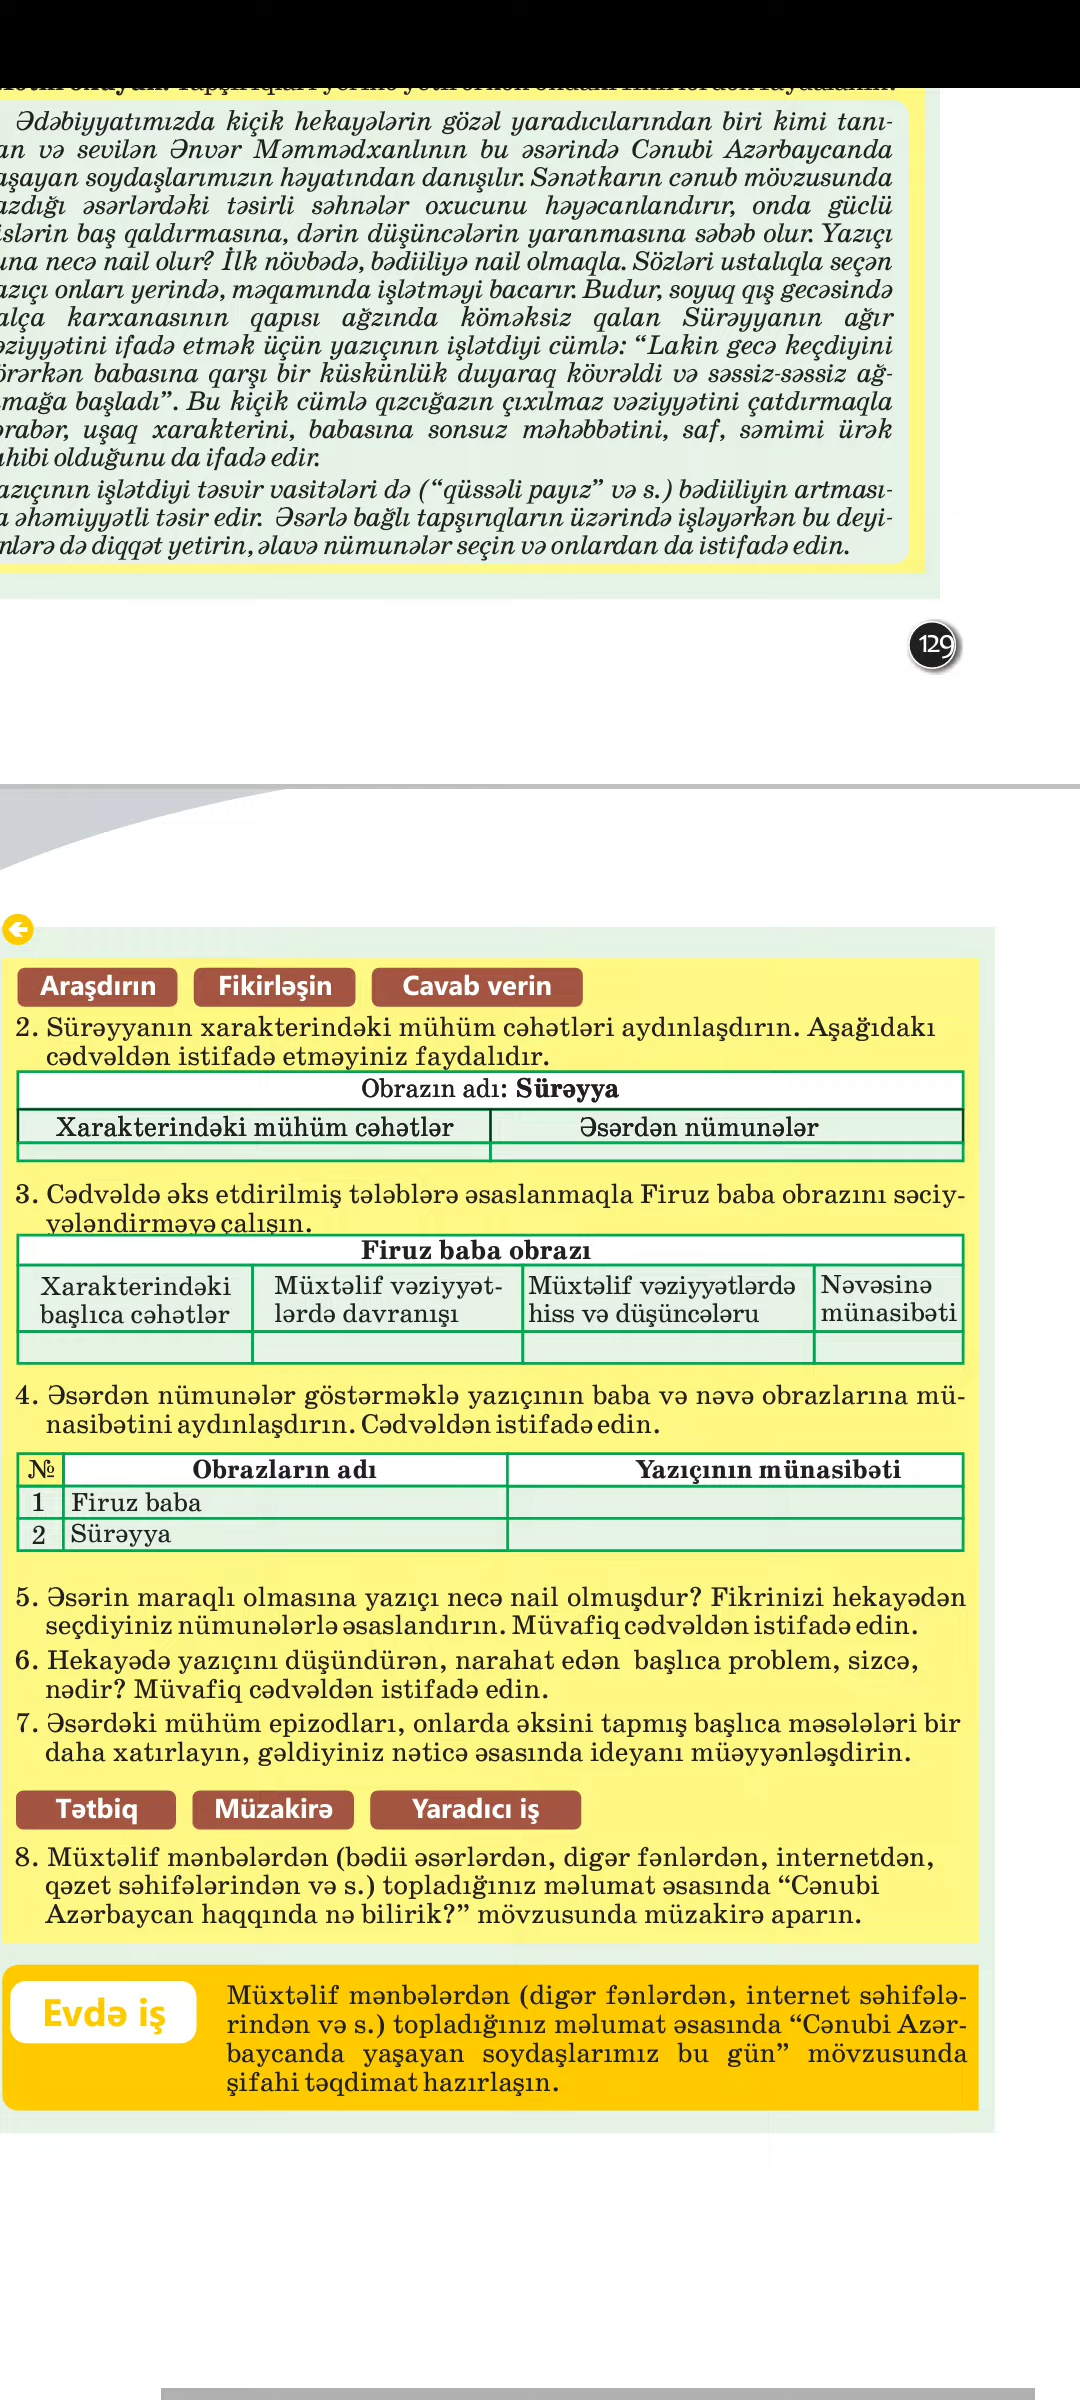 Ədəbiyyatımızda kiçik hekayələrin gözəl yaradıcılarından biri kimi tanı-
an və sevilən Ənvər Məmmədxanlının bu əsərində Cənubi Azərbaycanda
aşayan soydaşlarımızın həyatından danışılır. Sənətkarın cənub mövzusunda
azdığı əsərlərdəki təsirli səhnələr oxucunu həyəcanlandırır, onda güclü
islərin baş qaldırmasına, dərin düşüncələrin yaranmasına səbəb olur. Yazıçı
una necə nail olur? İlk növbədə, bədiiliyə nail olmaqla. Sözləri ustalıqla seçən
azıçı onları yerində, məqamında işlətməyi bacarır. Budur, soyuq qış gecəsində
alça karxanasının qapısı ağzında köməksiz qalan Sürəyyanın ağır
əziyyətini ifadə etmək üçün yazıçının işlətdiyi cümlə: “Lakin gecə keçdiyini
örərkən babasına qarşı bir küskünlük duyaraq kövrəldi və səssiz-səssiz ağ-
amağa başladı”. Bu kiçik cümlə qızcığazın çıxılmaz vəziyyətini çatdırmaqla
ərabər, uşaq xarakterini, babasına sonsuz məhəbbətini, saf, səmimi ürək
ahibi olduğunu da ifadə edir.
azıçının işlətdiyi təsvir vasitələri də (“qüssəli payız” və s.) bədiiliyin artması-
a əhəmiyyətli təsir edir. Əsərlə bağlı tapşırıqların üzərində işləyərkən bu deyi-
nlərə də diqqət yetirin, əlavə nümunələr seçin və onlardan da istifadə edin.
129
Araşdırın Fikirləşin Cavab verin
2. Sürəyyanın xarakterindəki mühüm cəhətləri aydınlaşdırın. Aşağıdakı
cədvəldən istifadə etməyiniz faydalıdır.
Obrazın adı: Sürəyya
Xarakterindəki mühüm cəhətlər Əsərdən nümunələr
3. Cədvəldə əks etdirilmiş tələblərə əsaslanmaqla Firuz baba obrazını səciy-
yələndirməyə çalışın.
Firuz baba obrazı
Xarakterindəki Müxtəlif vəziyyət- Müxtəlif vəziyyətlərdə Nəvəsinə
başlıca cəhətlər lərdə davranışı hiss və düşüncələru münasibəti
4. Əsərdən nümunələr göstərməklə yazıçının baba və nəvə obrazlarına mü-
nasibətini aydınlaşdırın. Cədvəldən istifadə edin.
№ Obrazların adı Yazıçının münasibəti
1 Firuz baba
2 Sürəyya
5. Əsərin maraqlı olmasına yazıçı necə nail olmuşdur? Fikrinizi hekayədən
seçdiyiniz nümunələrlə əsaslandırın. Müvafiq cədvəldən istifadə edin.
6. Hekayədə yazıçını düşündürən, narahat edən başlıca problem, sizcə,
nədir? Müvafiq cədvəldən istifadə edin.
7. Əsərdəki mühüm epizodları, onlarda əksini tapmış başlıca məsələləri bir
daha xatırlayın, gəldiyiniz nəticə əsasında ideyanı müəyyənləşdirin.
Tətbiq Müzakirə Yaradıcı iş
8. Müxtəlif mənbələrdən (bədii əsərlərdən, digər fənlərdən, internetdən,
qəzet səhifələrindən və s.) topladığınız məlumat əsasında “Cənubi
Azərbaycan haqqında nə bilirik?” mövzusunda müzakirə aparın.
Evdə iş
Müxtəlif mənbələrdən (digər fənlərdən, internet səhifələ-
rindən və s.) topladığınız məlumat əsasında “Cənubi Azər-
baycanda yaşayan soydaşlarımız bu gün” mövzusunda
şifahi təqdimat hazırlaşın.